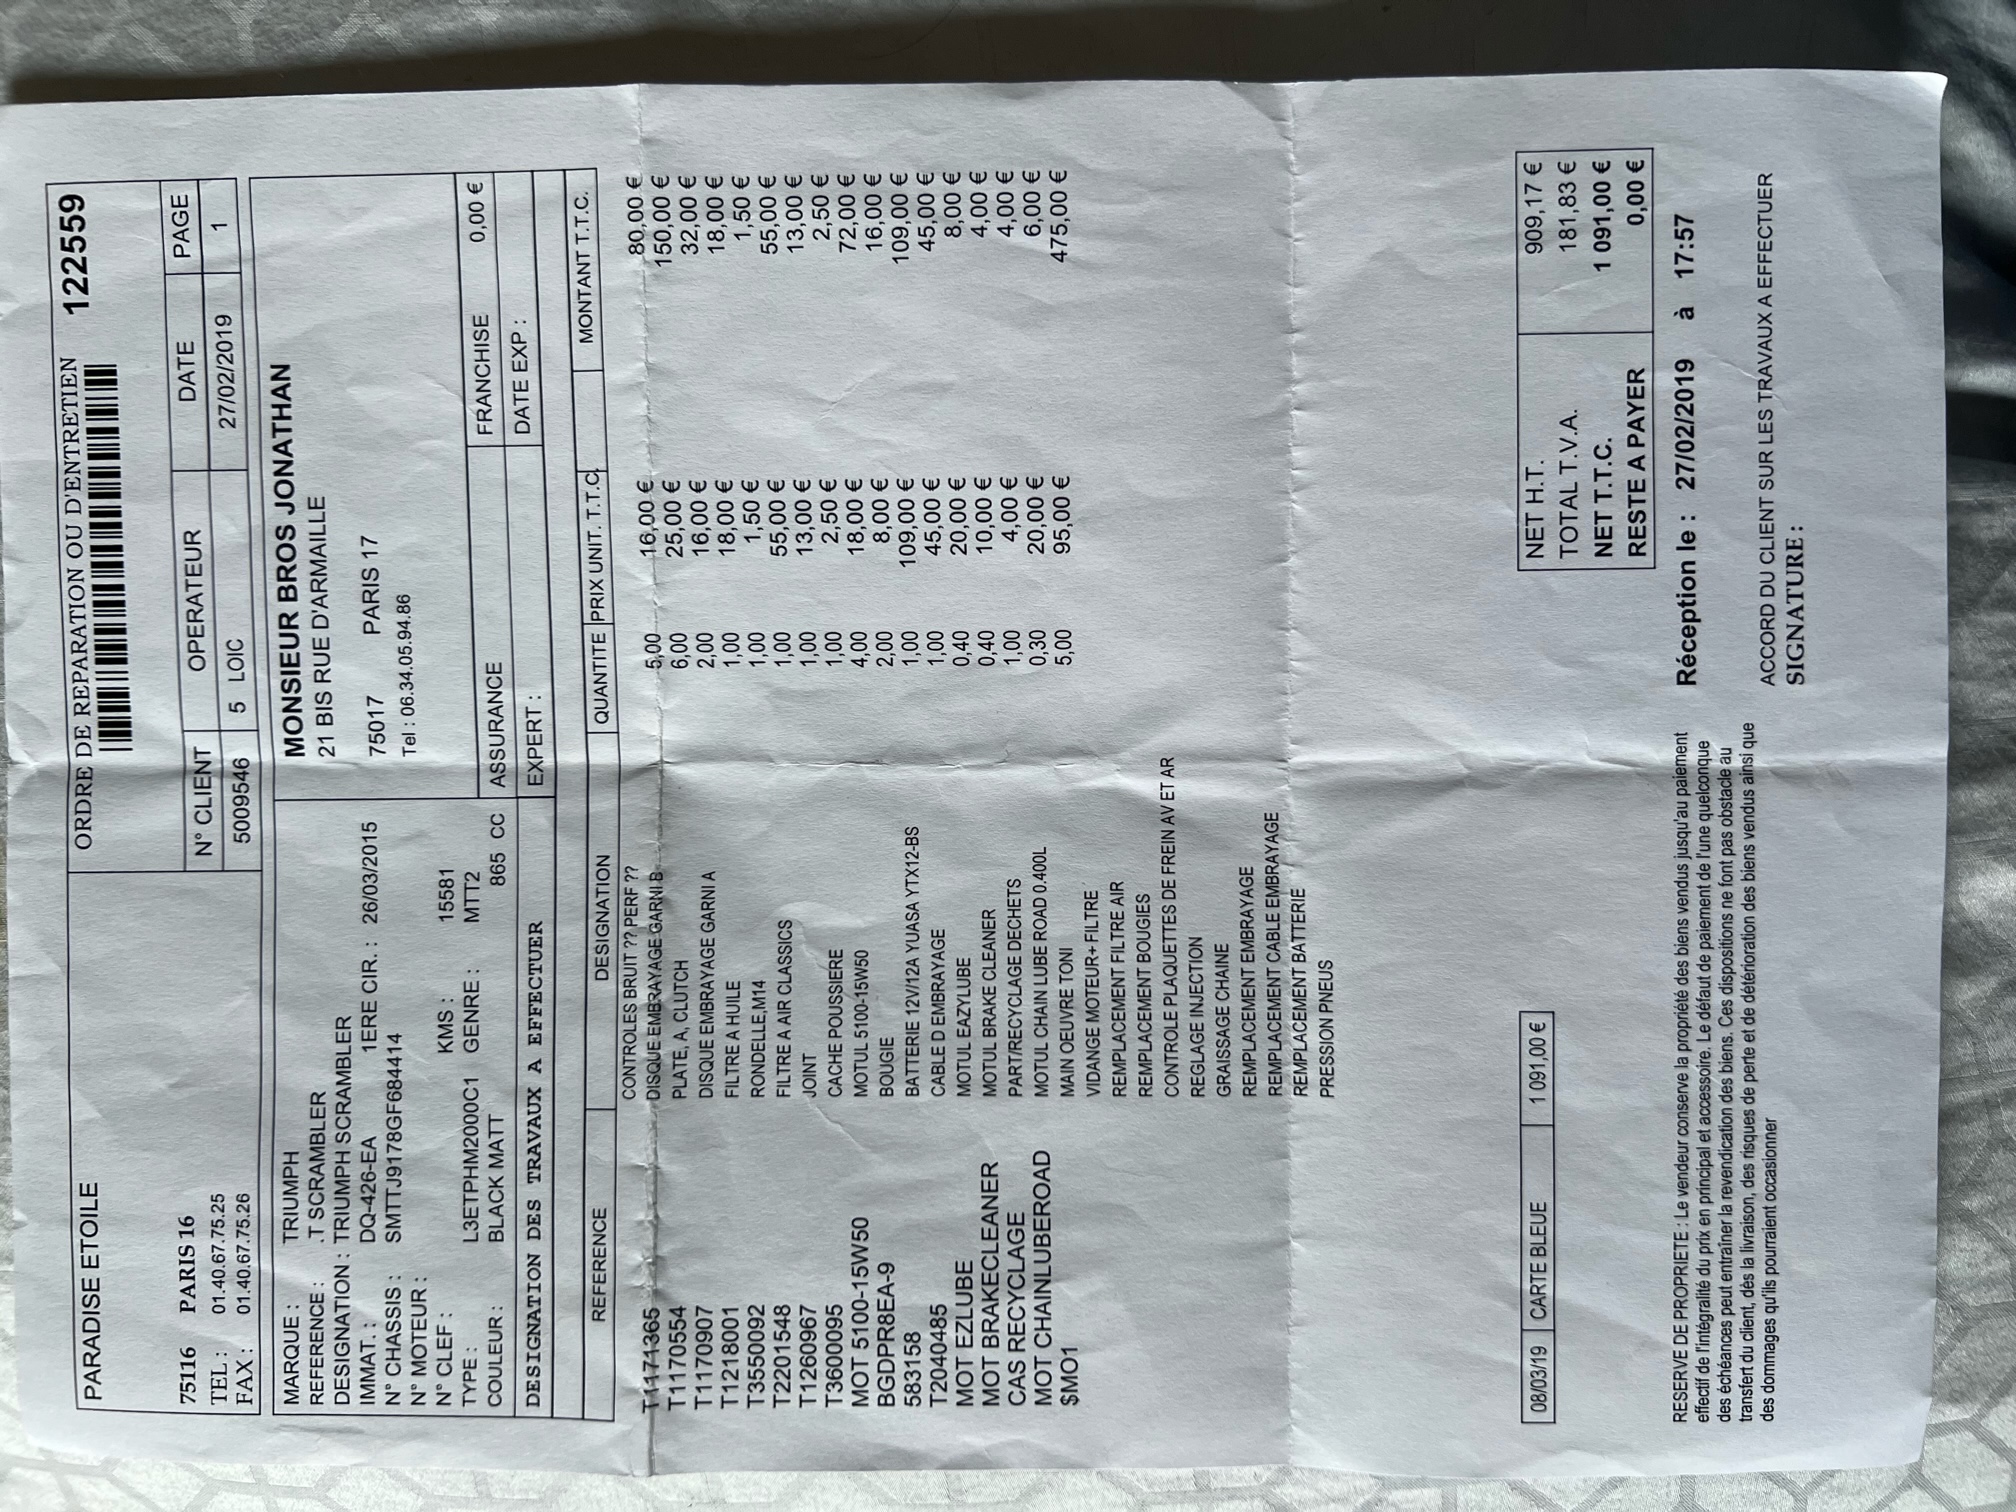 PARADISE ETOILE
75116 PARIS 16
TEL : 01.40.67.75.25
FAX : 01.40.67.75.26
ORDRE DE REPARATION OU D'ENTRETIEN 122559
N° CLIENT OPERATEUR DATE PAGE
5009546 5 LOIC 27/02/2019 1
MARQUE : TRIUMPH
REFERENCE : .T SCRAMBLER
DESIGNATION : TRIUMPH SCRAMBLER
IMMAT. : DQ-426-EA 1ERE CIR. : 26/03/2015
N° CHASSIS : SMTTJ9178GF684414
N° MOTEUR :
N° CLEF : KMS : 15581
TYPE : L3ETPHM2000C1 GENRE : MTT2
COULEUR : BLACK MATT 865 CC
DESIGNATION DES TRAVAUX A EFFECTUER
MONSIEUR BROS JONATHAN
21 BIS RUE D'ARMAILLE
75017 PARIS 17
Tel : 06.34.05.94.86
ASSURANCE FRANCHISE 0,00 €
EXPERT : DATE EXP :
REFERENCE DESIGNATION QUANTITE PRIX UNIT. T.T.C. MONTANT T.T.C.
CONTROLES BRUIT ?? PERF ??
T1171365 DISQUE EMBRAYAGE GARNI B 5,00 16,00 € 80,00 €
T1170554 PLATE, A, CLUTCH 6,00 25,00 € 150,00 €
T1170907 DISQUE EMBRAYAGE GARNI A 2,00 16,00 € 32,00 €
T1218001 FILTRE A HUILE 1,00 18,00 € 18,00 €
T3550092 RONDELLE,M14 1,00 1,50 € 1,50 €
T2201548 FILTRE A AIR CLASSICS 1,00 55,00 € 55,00 €
T1260967 JOINT 1,00 13,00 € 13,00 €
T3600095 CACHE POUSSIERE 1,00 2,50 € 2,50 €
MOT 5100-15W50 MOTUL 5100-15W50 4,00 18,00 € 72,00 €
BGDPR8EA-9 BOUGIE 2,00 8,00 € 16,00 €
583158 BATTERIE 12V/12A YUASA YTX12-BS 1,00 109,00 € 109,00 €
T2040485 CABLE D EMBRAYAGE 1,00 45,00 € 45,00 €
MOT EZLUBE MOTUL EAZYLUBE 0,40 20,00 € 8,00 €
MOT BRAKECLEANER MOTUL BRAKE CLEANER 0,40 10,00 € 4,00 €
CAS RECYCLAGE PART/RECYCLAGE DECHETS 1,00 4,00 € 4,00 €
MOT CHAINLUBEROAD MOTUL CHAIN LUBE ROAD 0.400L 0,30 20,00 € 6,00 €
$MO1 MAIN OEUVRE TONI 5,00 95,00 € 475,00 €
VIDANGE MOTEUR+ FILTRE
REMPLACEMENT FILTRE AIR
REMPLACEMENT BOUGIES
CONTROLE PLAQUETTES DE FREIN AV ET AR
REGLAGE INJECTION
GRAISSAGE CHAINE
REMPLACEMENT EMBRAYAGE
REMPLACEMENT CABLE EMBRAYAGE
REMPLACEMENT BATTERIE
PRESSION PNEUS
08/03/19 CARTE BLEUE 1 091,00 €
NET H.T. 909,17 €
TOTAL T.V.A. 181,83 €
NET T.T.C. 1 091,00 €
RESTE A PAYER 0,00 €
RESERVE DE PROPRIETE : Le vendeur conserve la propriété des biens vendus jusqu'au paiement
effectif de l'intégralité du prix en principal et accessoire. Le défaut de paiement de l'une quelconque
des échéances peut entraîner la revendication des biens. Ces dispositions ne font pas obstacle au
transfert du client, dès la livraison, des risques de perte et de détérioration des biens vendus ainsi que
des dommages qu'ils pourraient occasionner
Réception le : 27/02/2019 à 17:57
ACCORD DU CLIENT SUR LES TRAVAUX A EFFECTUER
SIGNATURE :